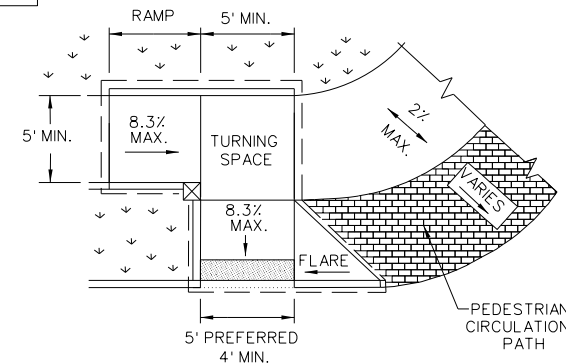 RAMP
5' MIN.
5' MIN.
8.3%
MAX.
TURNING
SPACE
2%
MAX.
8.3%
MAX.
VARIES
FLARE
PEDESTRIAN
CIRCULATION
PATH
5' PREFERRED
4' MIN.